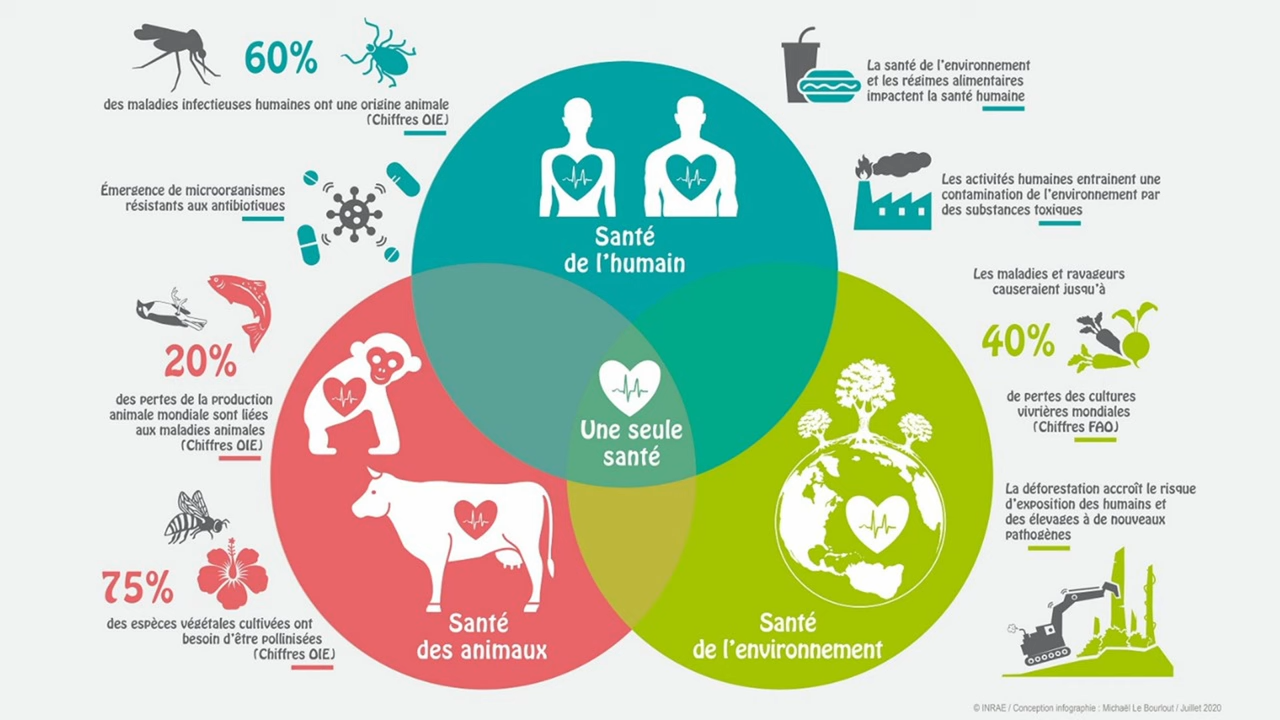 60%
des maladies infectieuses humaines ont une origine animale
(Chiffres OIE)
Émergence de microorganismes
résistants aux antibiotiques
20%
des pertes de la production
animale mondiale sont liées
aux maladies animales
(Chiffres OIE)
75%
des espèces végétales cultivées ont
besoin d'être pollinisées
(Chiffres OIE)
Santé
de l'humain
Une seule
santé
Santé
des animaux
Santé
de l'environnement
La santé de l'environnement
et les régimes alimentaires
impactent la santé humaine
Les activités humaines entrainent une
contamination de l'environnement par
des substances toxiques
Les maladies et ravageurs
causeraient jusqu'à
40%
de pertes des cultures
vivrières mondiales
(Chiffres FAO)
La déforestation accroît le risque
d'exposition des humains et
des élevages à de nouveaux
pathogènes
© INRAE / Conception infographie : Michaël Le Bourlout / Juillet 2020